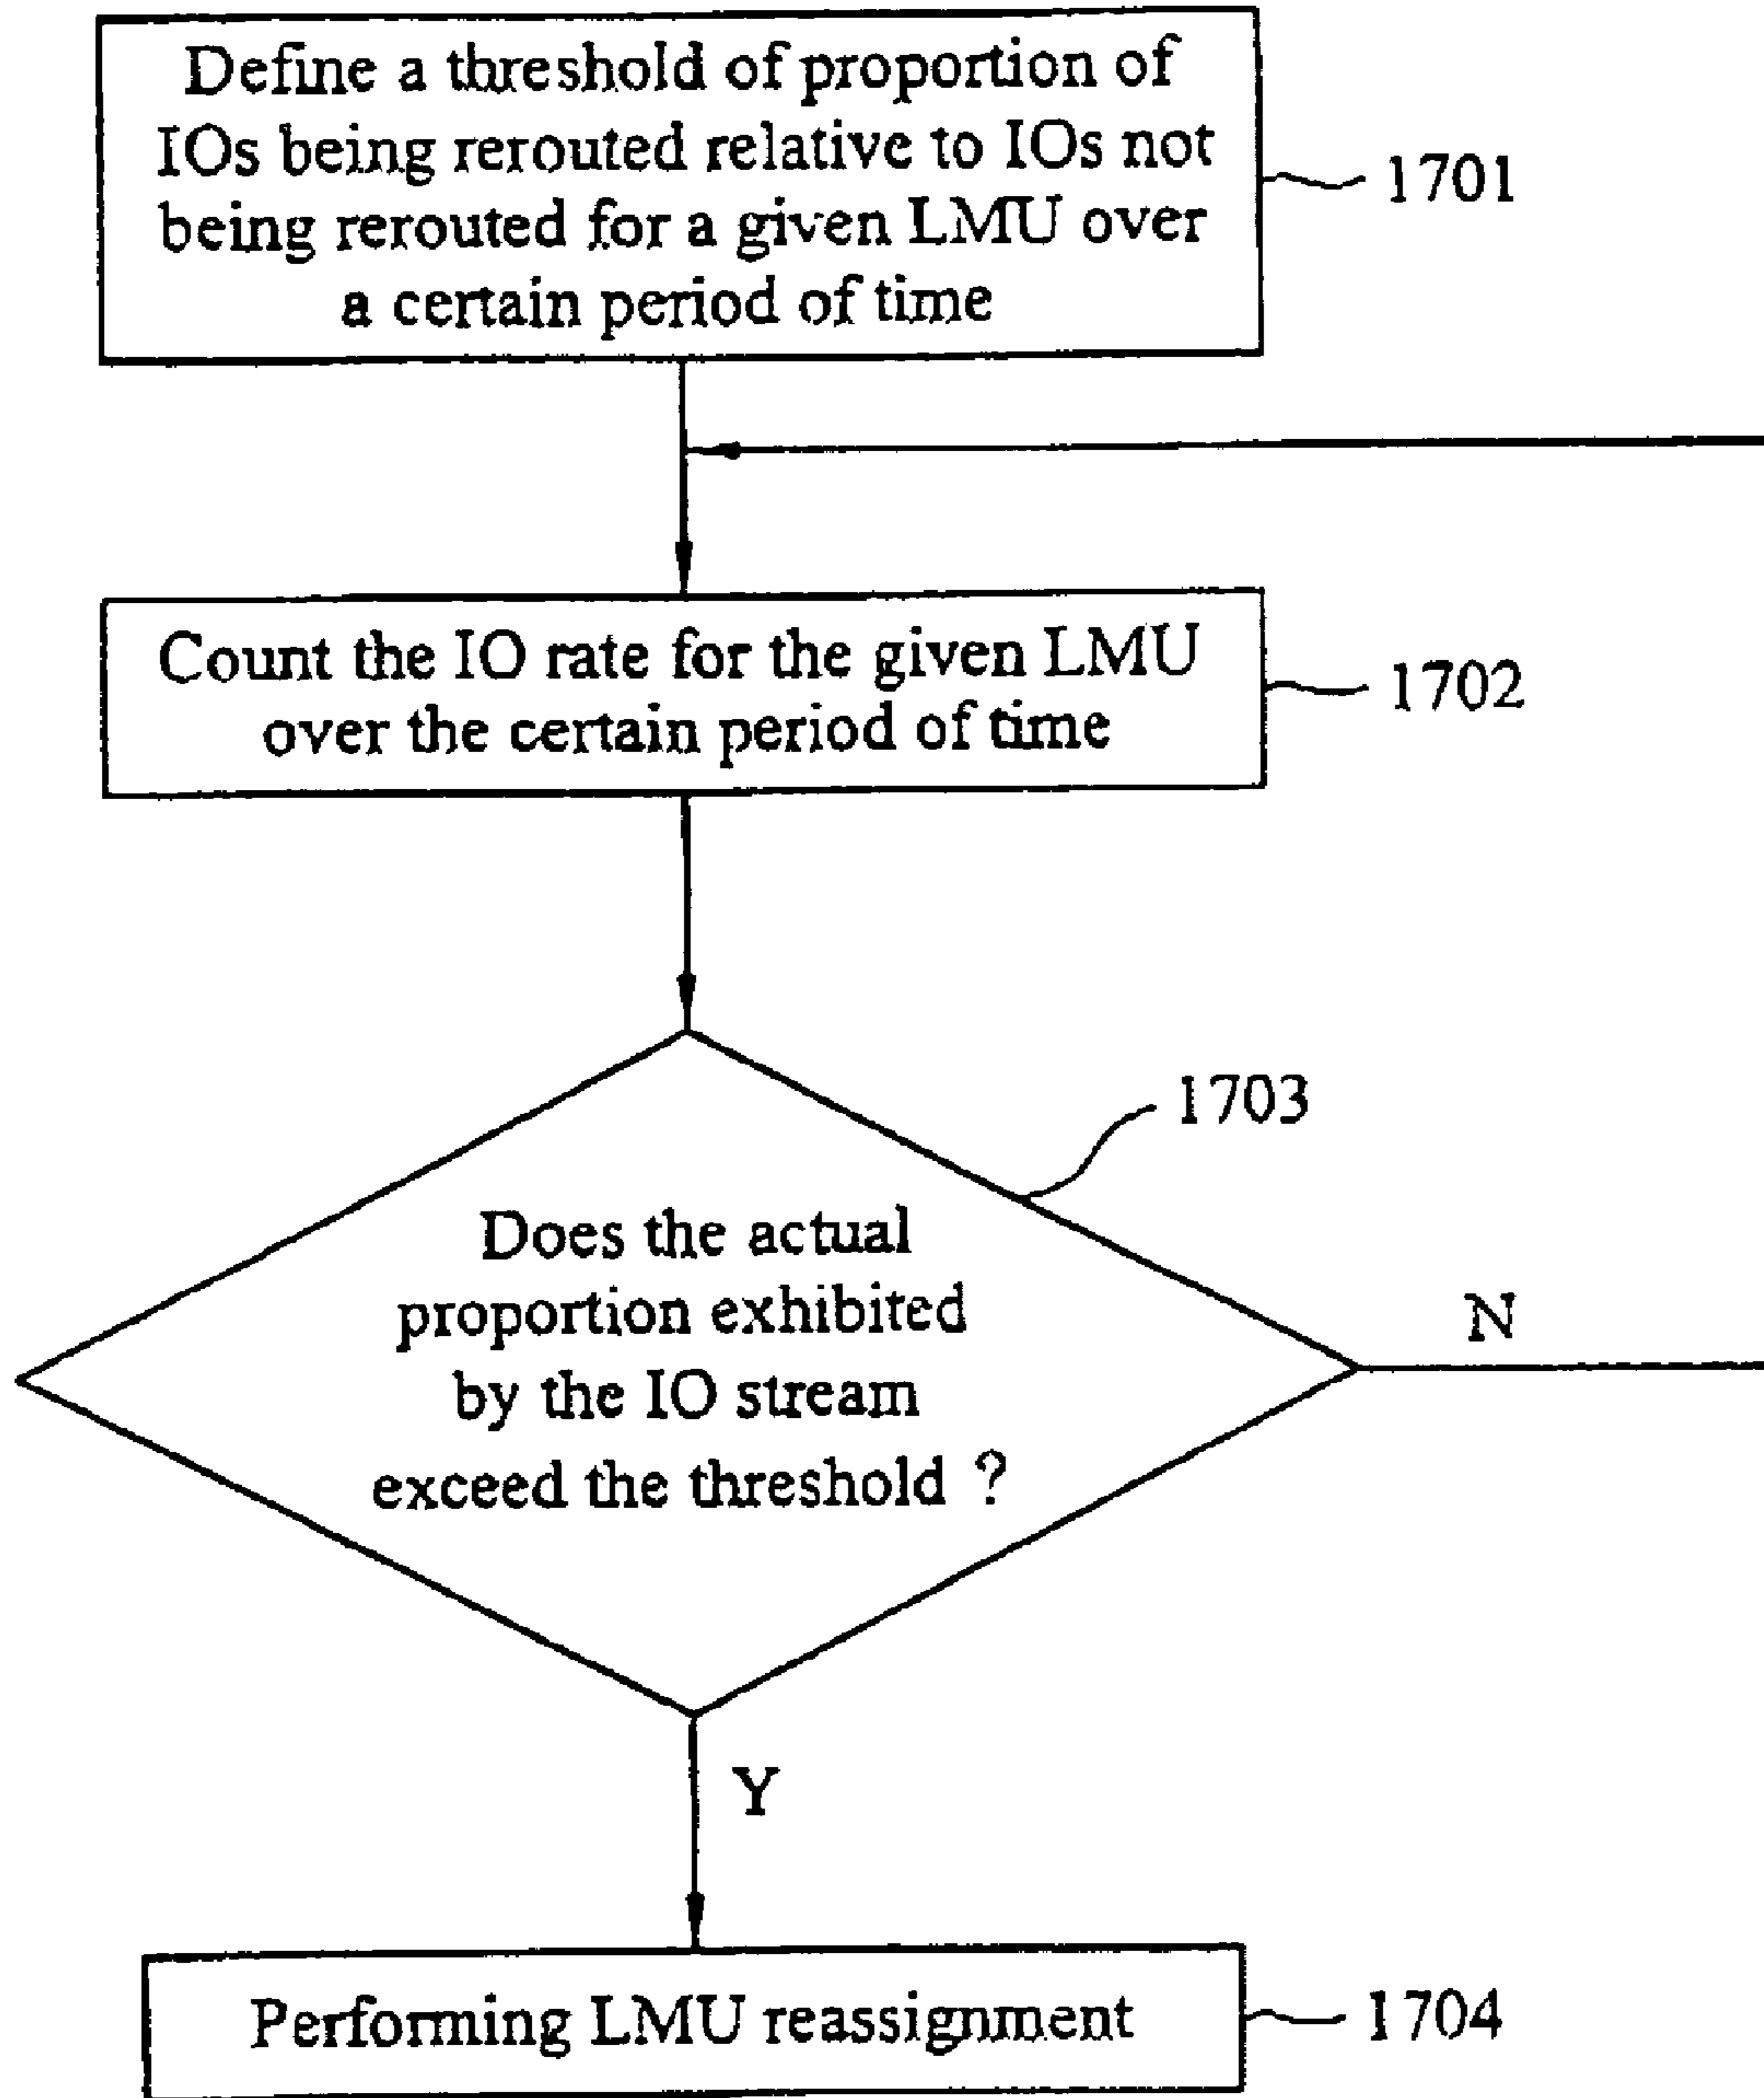 Define a threshold of proportion of
IOs being rerouted relative to IOs not
being rerouted for a given LMU over
a certain period of time
1701
Count the IO rate for the given LMU
over the certain period of time
1702
1703
Does the actual
proportion exhibited
by the IO stream
exceed the threshold ?
N
Y
Performing LMU reassignment
1704